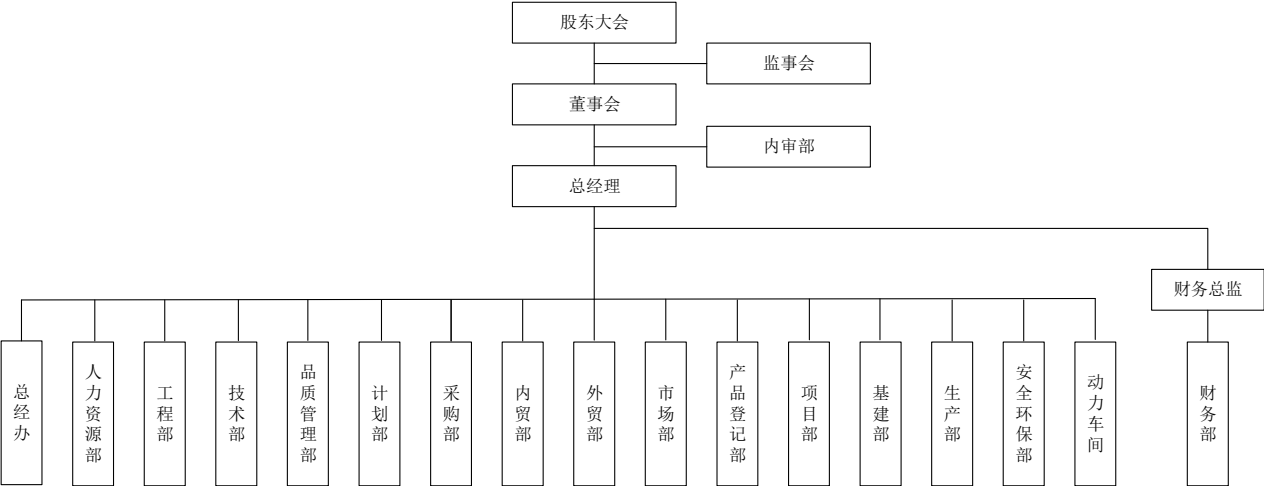 股东大会
监事会
董事会
内审部
总经理
财务总监
总经办
人力资源部
工程部
技术部
品质管理部
计划部
采购部
内贸部
外贸部
市场部
产品登记部
项目部
基建部
生产部
安全环保部
动力车间
财务部